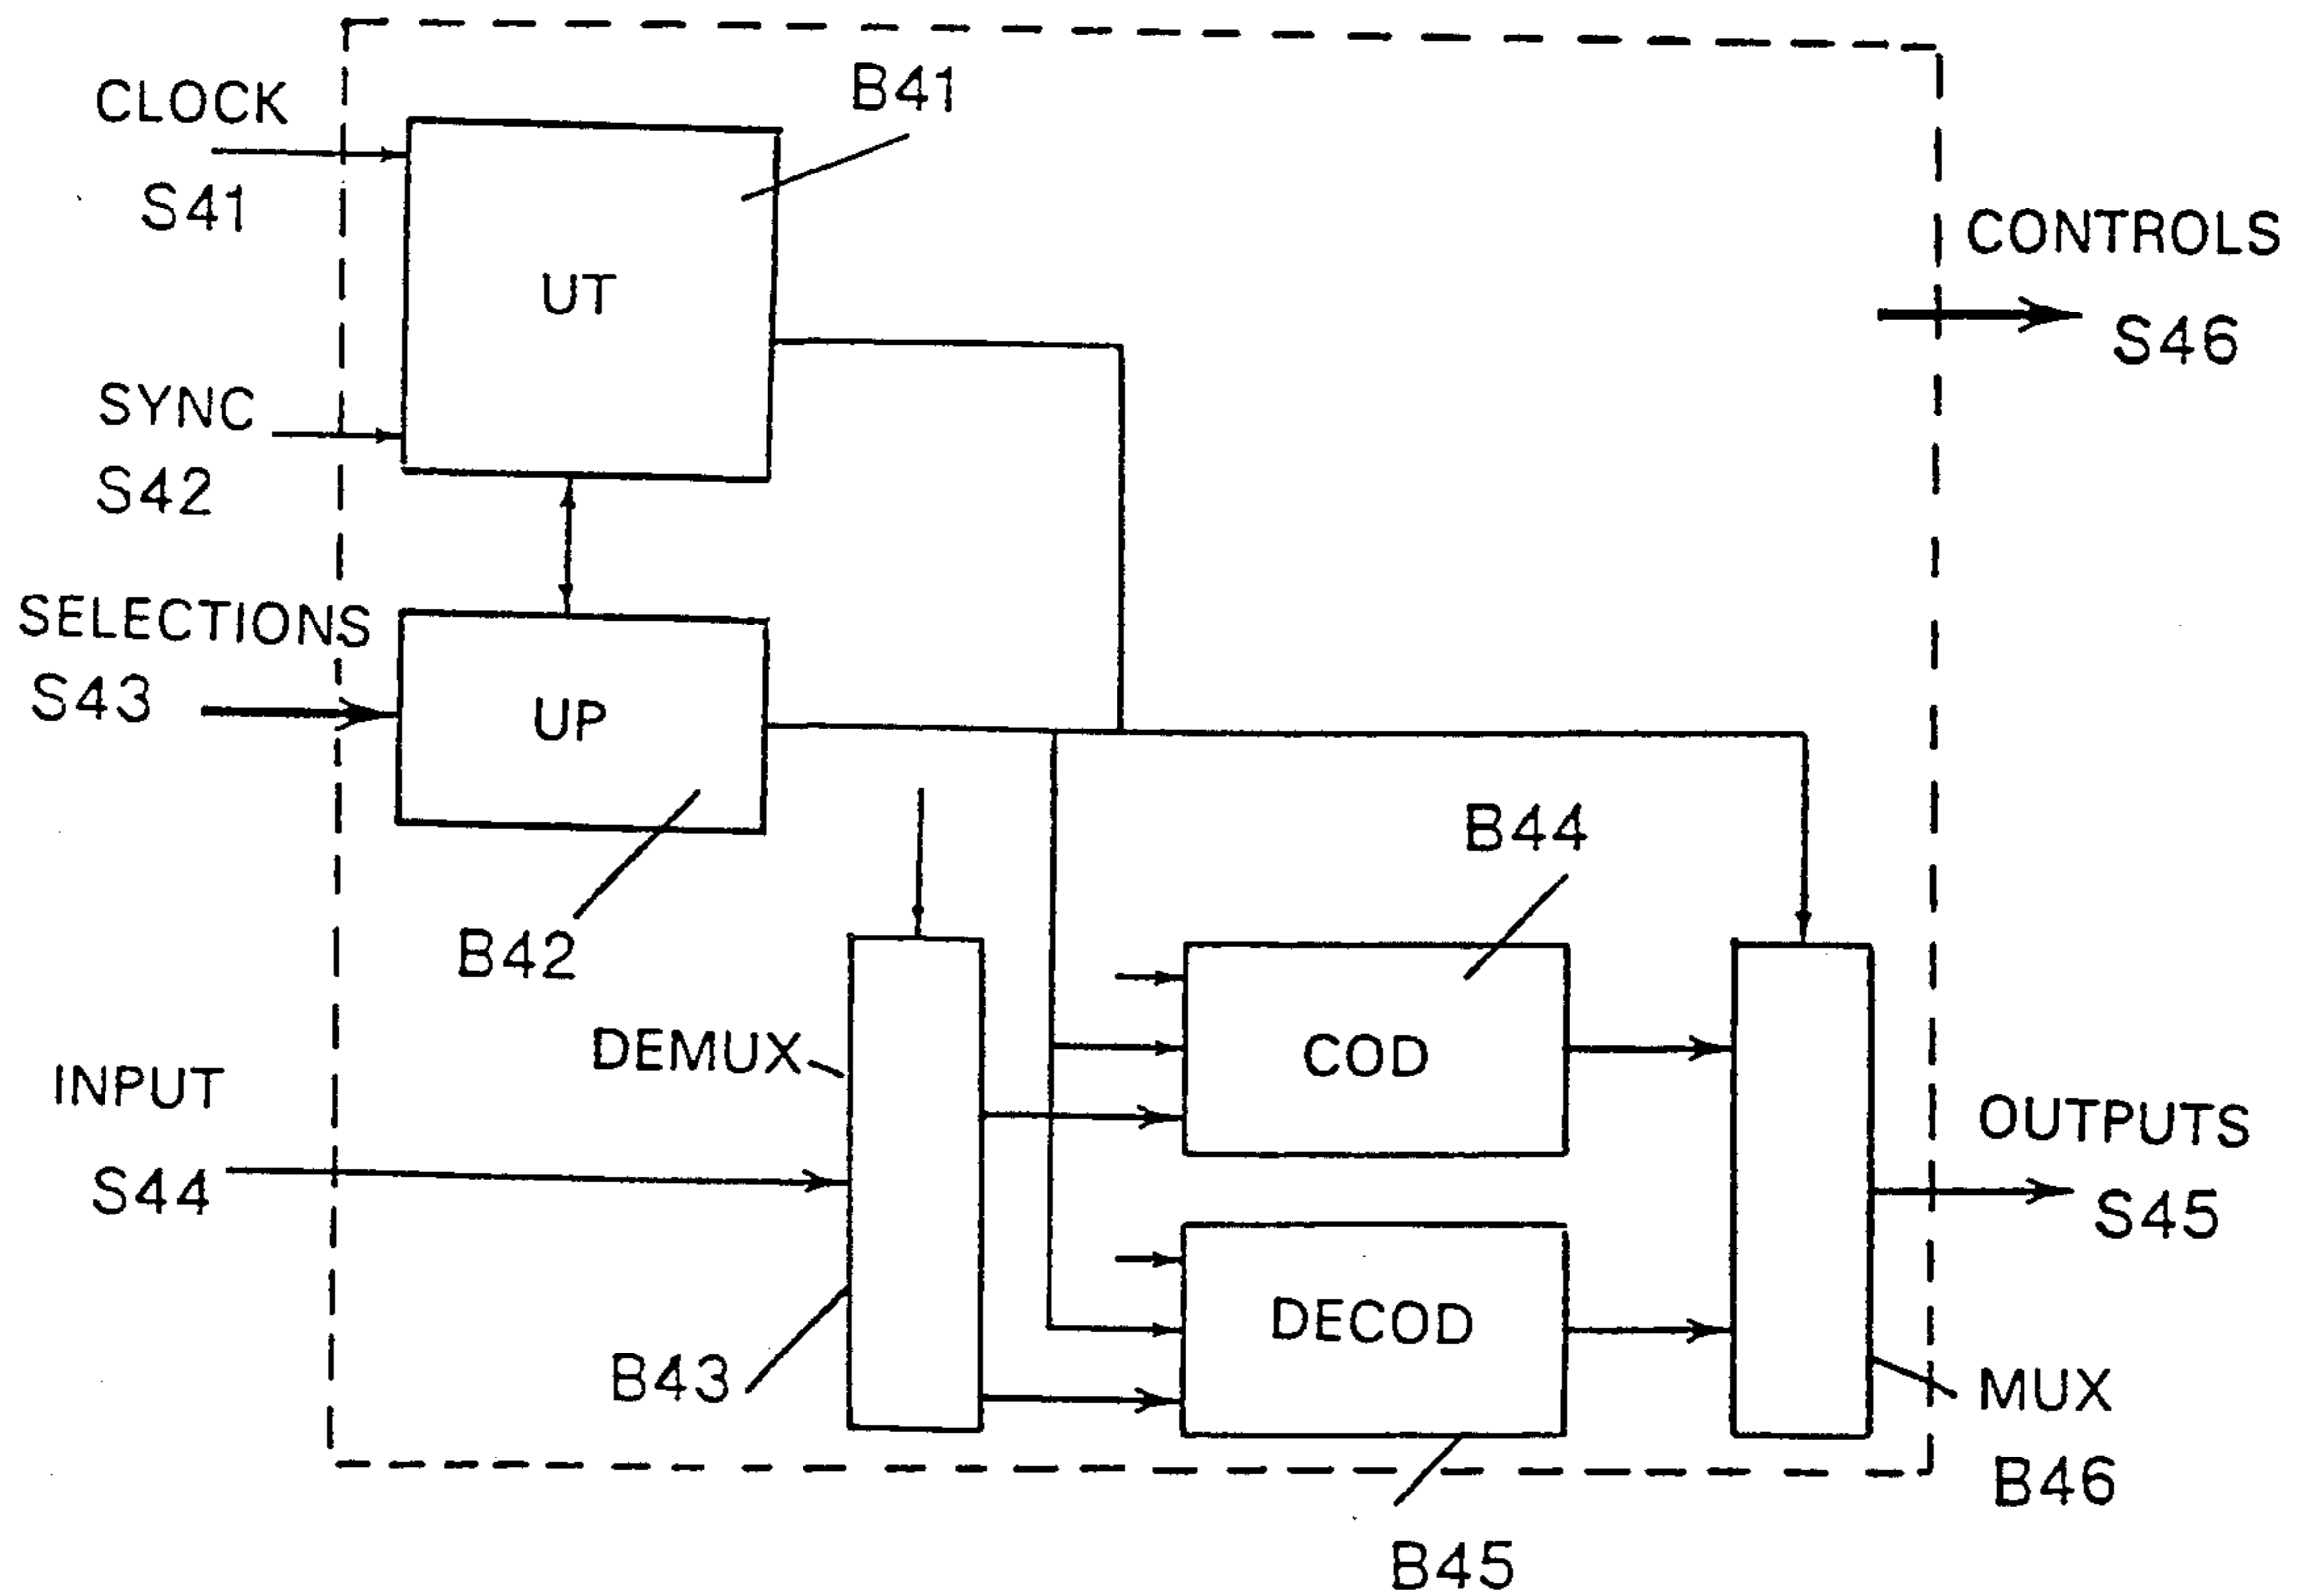 B41
CLOCK
S41
CONTROLS
S46
UT
SYNC
S42
SELECTIONS
S43
UP
B44
B42
DEMUX
COD
INPUT
S44
OUTPUTS
S45
DECOD
B43
MUX
B46
B45